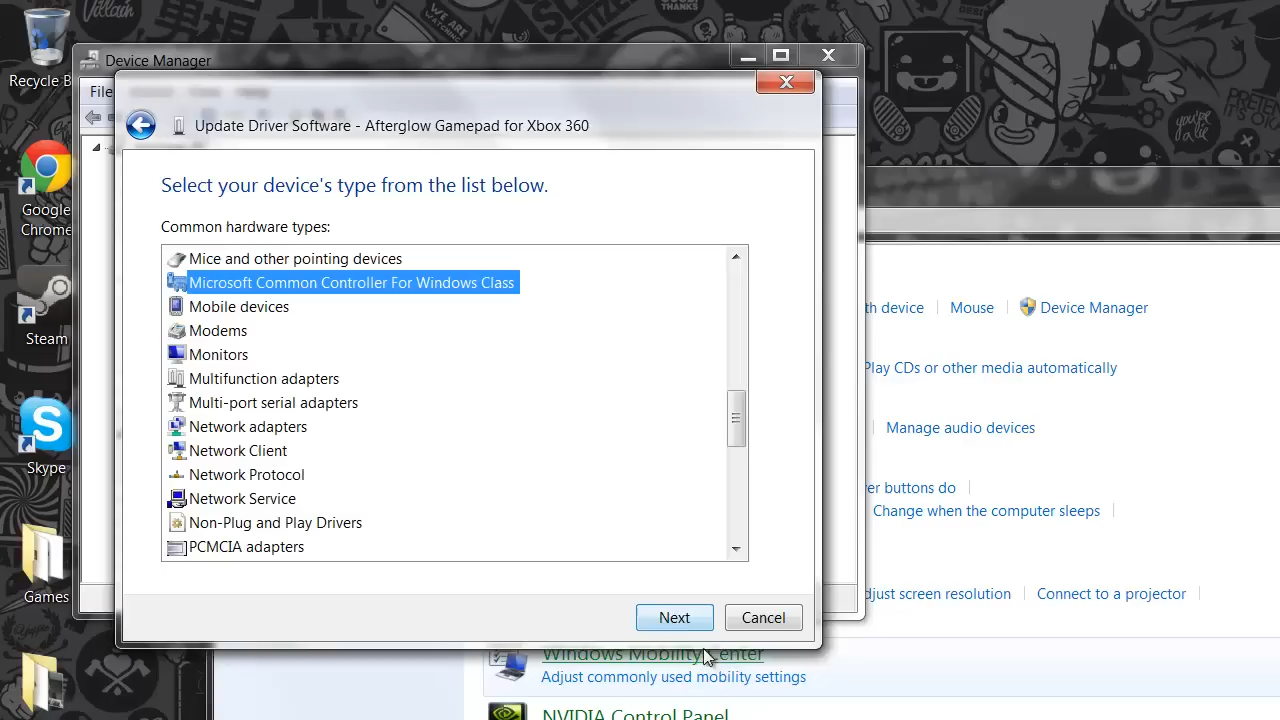 Villain
WE ARE
THANKS
Recycle B
Device Manager
File
Update Driver Software - Afterglow Gamepad for Xbox 360
Select your device's type from the list below.
Common hardware types:
Mice and other pointing devices
Microsoft Common Controller For Windows Class
Mobile devices
Modems
Monitors
Multifunction adapters
Multi-port serial adapters
Network adapters
Network Client
Network Protocol
Network Service
Non-Plug and Play Drivers
PCMCIA adapters
Next
Cancel
Google
Chrome
Steam
Skype
Games
th device
Mouse
Device Manager
Play CDs or other media automatically
Manage audio devices
er buttons do
Change when the computer sleeps
djust screen resolution
Connect to a projector
Windows Mobility Center
Adjust commonly used mobility settings
NVIDIA Control Panel